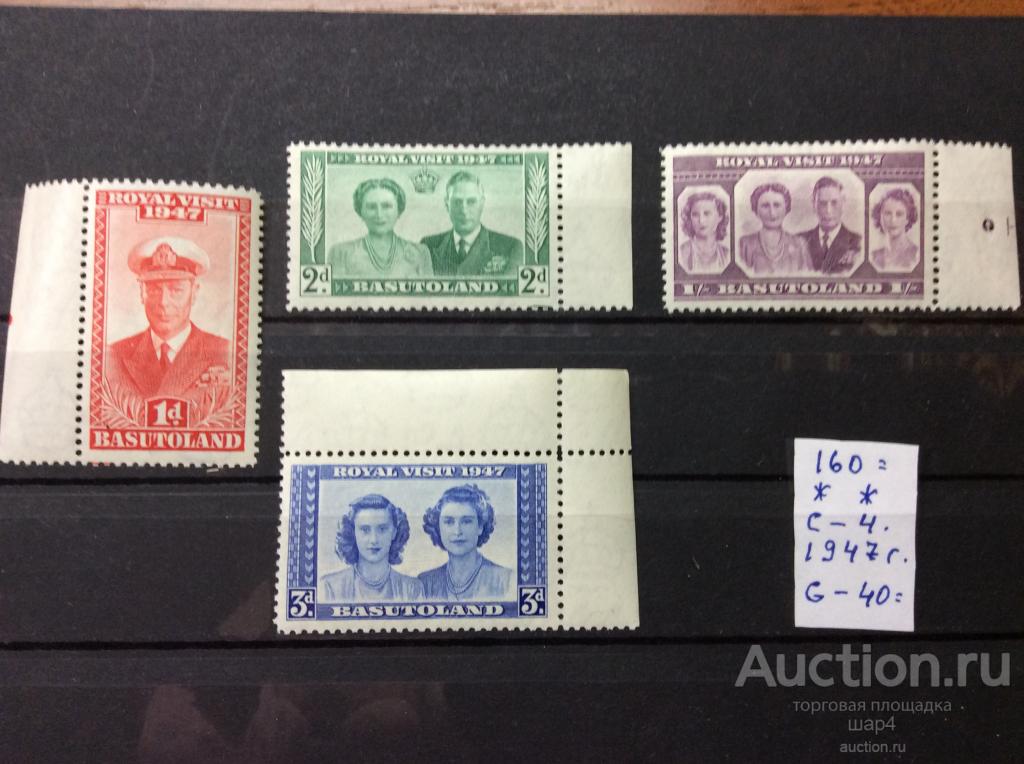 ROYAL VISIT
1947
1d.
BASUTOLAND
ROYAL VISIT 1947
2d. 2d.
BASUTOLAND
ROYAL VISIT 1947
1/- BASUTOLAND 1/-
ROYAL VISIT 1947
3d. 3d.
BASUTOLAND
160=
* *
C-4.
1947г.
G-40=
Auction.ru
торговая площадка
шар4
auction.ru